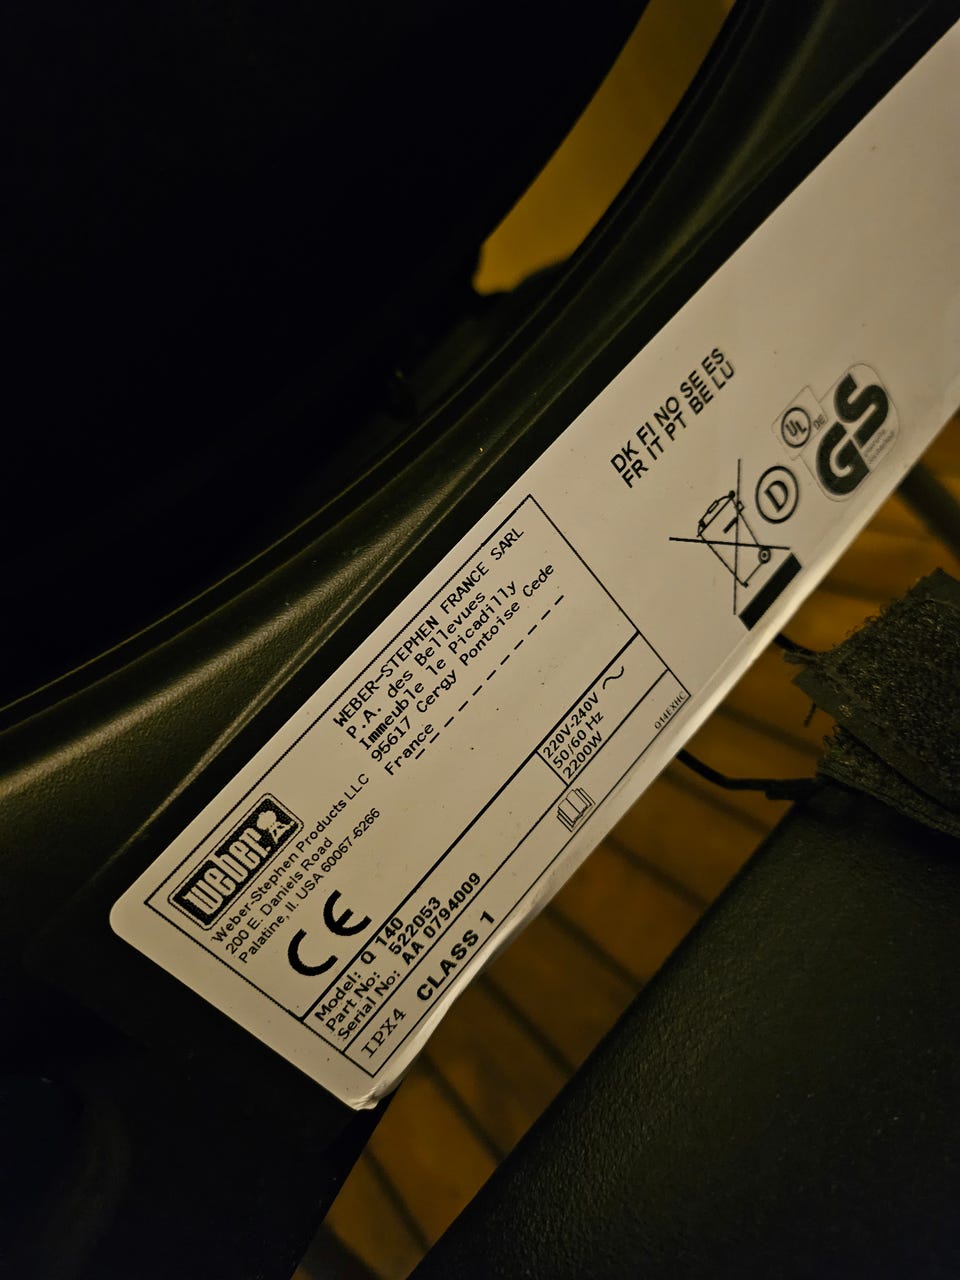 weber
Weber-Stephen Products LLC
200 E. Daniels Road
Palatine, Il. USA 60067-6266
WEBER-STEPHEN FRANCE SARL
P.A. des Bellevues
Immeuble le Picadilly
95617 Cergy Pontoise Cede
France
CE
Model: Q 140
Part No: 522053
Serial No: AA 0794009
220V-240V ~
50/60 Hz
2200W
IPX4 CLASS 1
Q14EXHC
DK FI NO SE ES
FR IT PT BE LU
D
UL
DE
GS